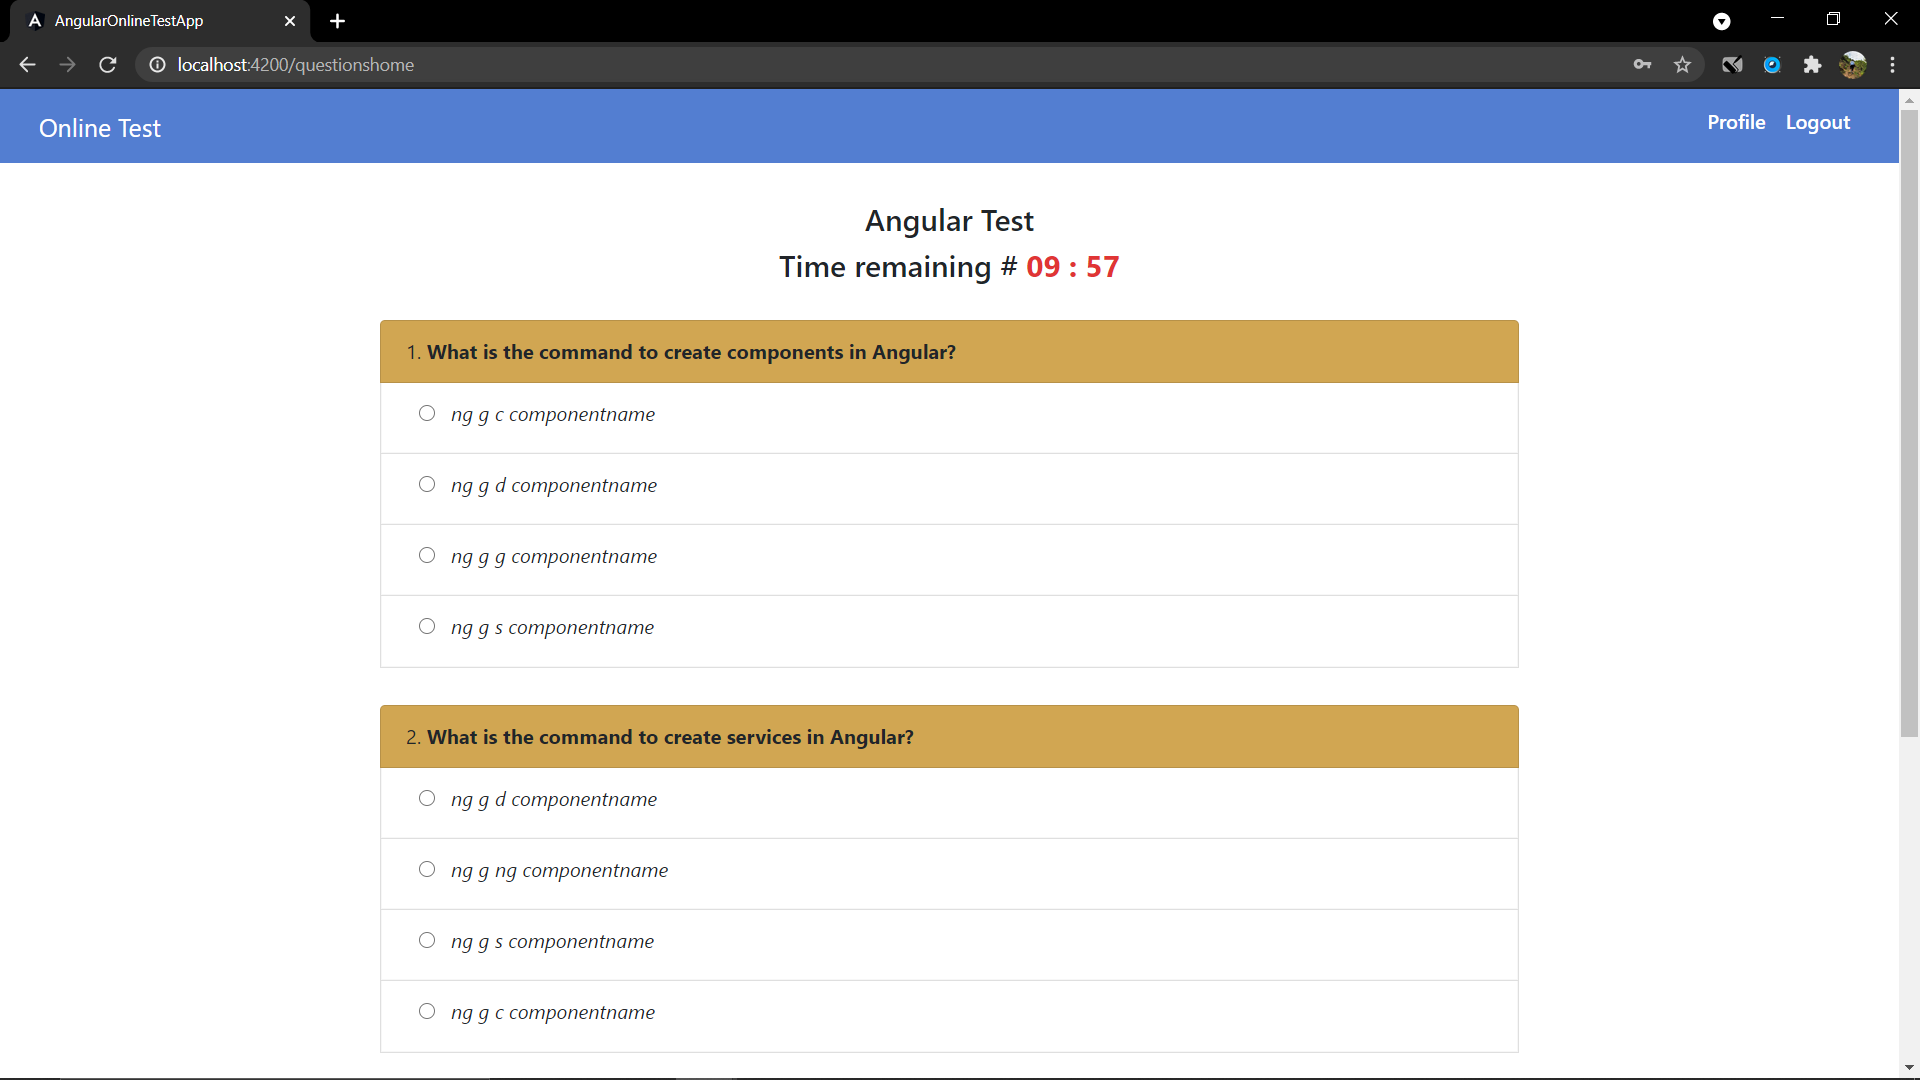 AngularOnlineTestApp
localhost:4200/questionshome
Online Test
Profile Logout
Angular Test
Time remaining # 09 : 57
1. What is the command to create components in Angular?
ng g c componentname
ng g d componentname
ng g g componentname
ng g s componentname
2. What is the command to create services in Angular?
ng g d componentname
ng g ng componentname
ng g s componentname
ng g c componentname